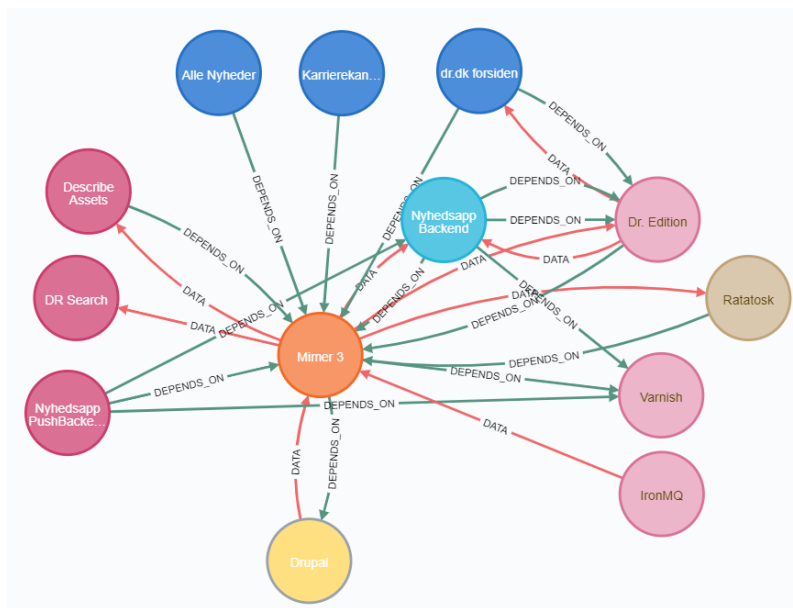 Alle Nyheder
Karrierekan…
dr.dk forsiden
DEPENDS_ON
DATA
DEPENDS_ON
DEPENDS_ON
DEPENDS_ON
DEPENDS_ON
Describe
Assets
Nyhedsapp
Backend
Dr. Edition
DEPENDS_ON
DEPENDS_ON
DEPENDS_ON
DATA
DATA
DATA
DEPENDS_ON
DR Search
DATA
DATA
DATA
DEPENDS_ON
Ratatosk
DEPENDS_ON
DEPENDS_ON
Mimer 3
DEPENDS_ON
DEPENDS_ON
DEPENDS_ON
Varnish
Nyhedsapp
PushBacke…
DEPENDS_ON
DATA
DATA
DEPENDS_ON
IronMQ
Drupal